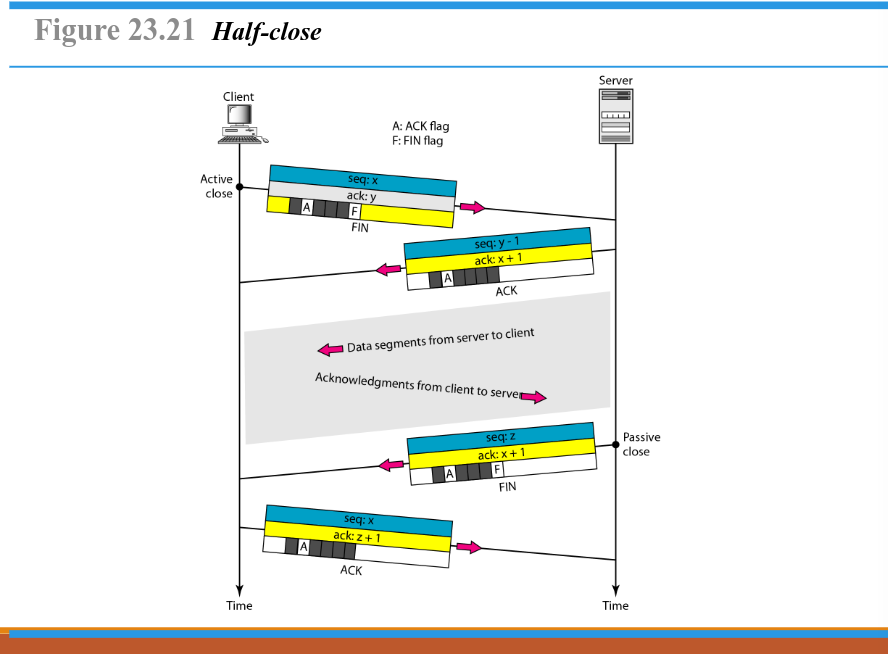 Figure 23.21 Half-close
Client
Server
A: ACK flag
F: FIN flag
Active
close
seq: x
ack: y
A F
FIN
seq: y - 1
ack: x + 1
A
ACK
Data segments from server to client
Acknowledgments from client to server
Passive
close
seq: z
ack: x + 1
A F
FIN
seq: x
ack: z + 1
A
ACK
Time
Time